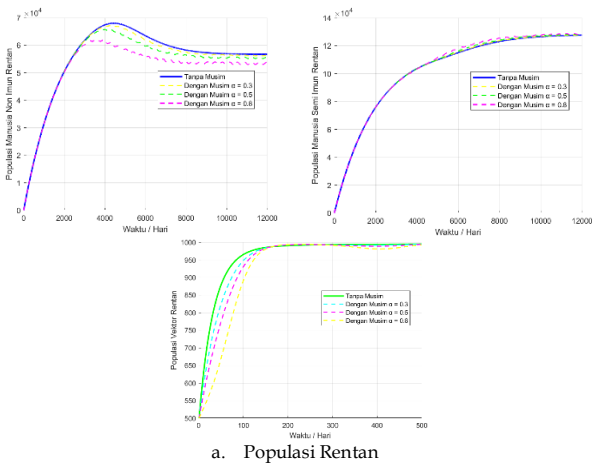 ×10⁴
7
6
5
4
3
2
1
0
Populasi Manusia Non Imun Rentan
Tanpa Musim
Dengan Musim α = 0.3
Dengan Musim α = 0.5
Dengan Musim α = 0.8
0 2000 4000 6000 8000 10000 12000
Waktu / Hari
14 ×10⁴
12
10
8
6
4
2
0
Populasi Manusia Semi Imun Rentan
Tanpa Musim
Dengan Musim α = 0.3
Dengan Musim α = 0.5
Dengan Musim α = 0.8
0 2000 4000 6000 8000 10000 12000
Waktu / Hari
1000
950
900
850
800
750
700
650
600
550
500
Populasi Vektor Rentan
Tanpa Musim
Dengan Musim α = 0.3
Dengan Musim α = 0.5
Dengan Musim α = 0.8
0 100 200 300 400 500
Waktu / Hari
a. Populasi Rentan